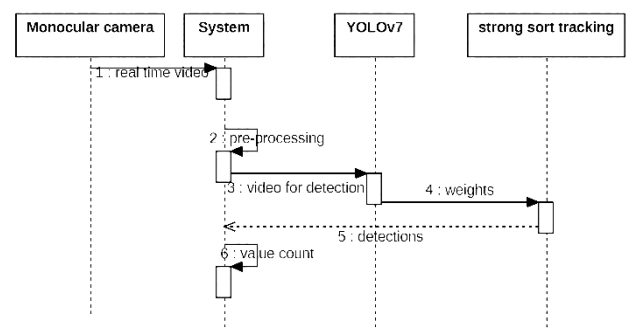 Monocular camera
System
YOLOv7
strong sort tracking
1 : real time video
2 : pre-processing
3 : video for detection
4 : weights
5 : detections
6 : value count